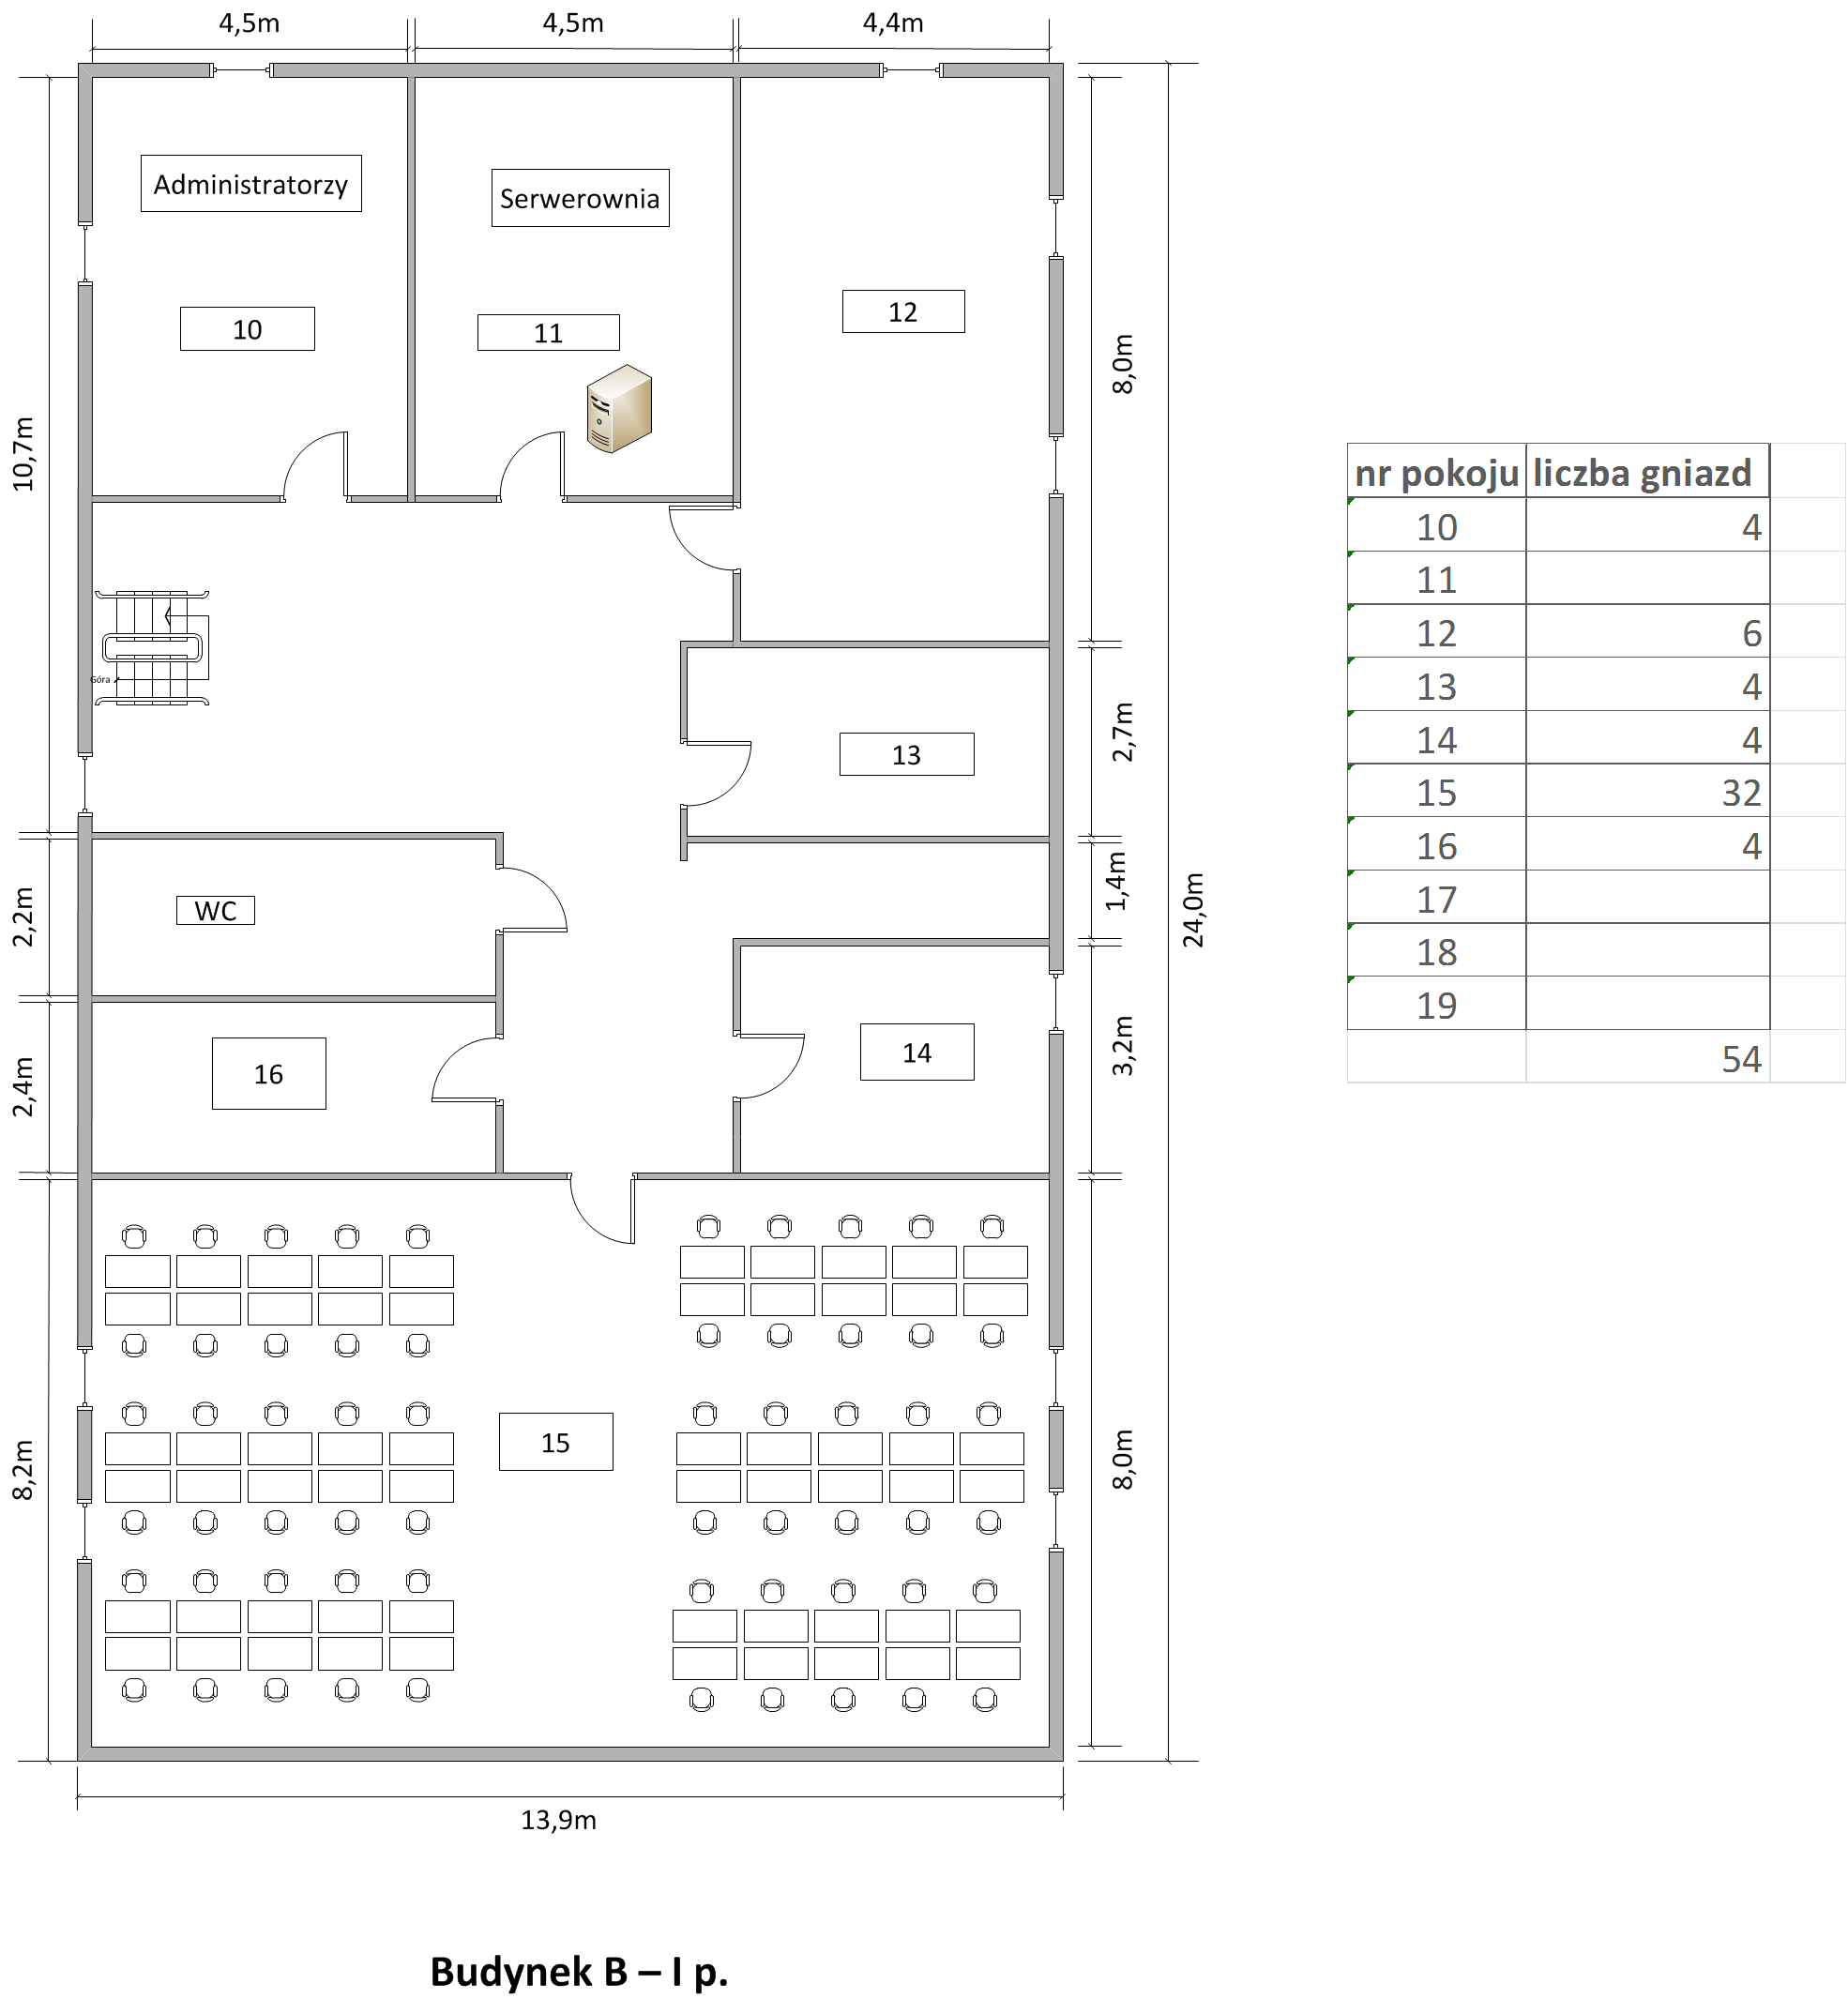 4,5m
4,5m
4,4m
Administratorzy
Serwerownia
10
11
12
10,7m
8,0m
Góra
13
2,7m
WC
2,2m
1,4m
24,0m
16
2,4m
14
3,2m
15
8,2m
8,0m
13,9m
Budynek B – I p.
nr pokoju liczba gniazd
10 4
11
12 6
13 4
14 4
15 32
16 4
17
18
19
54